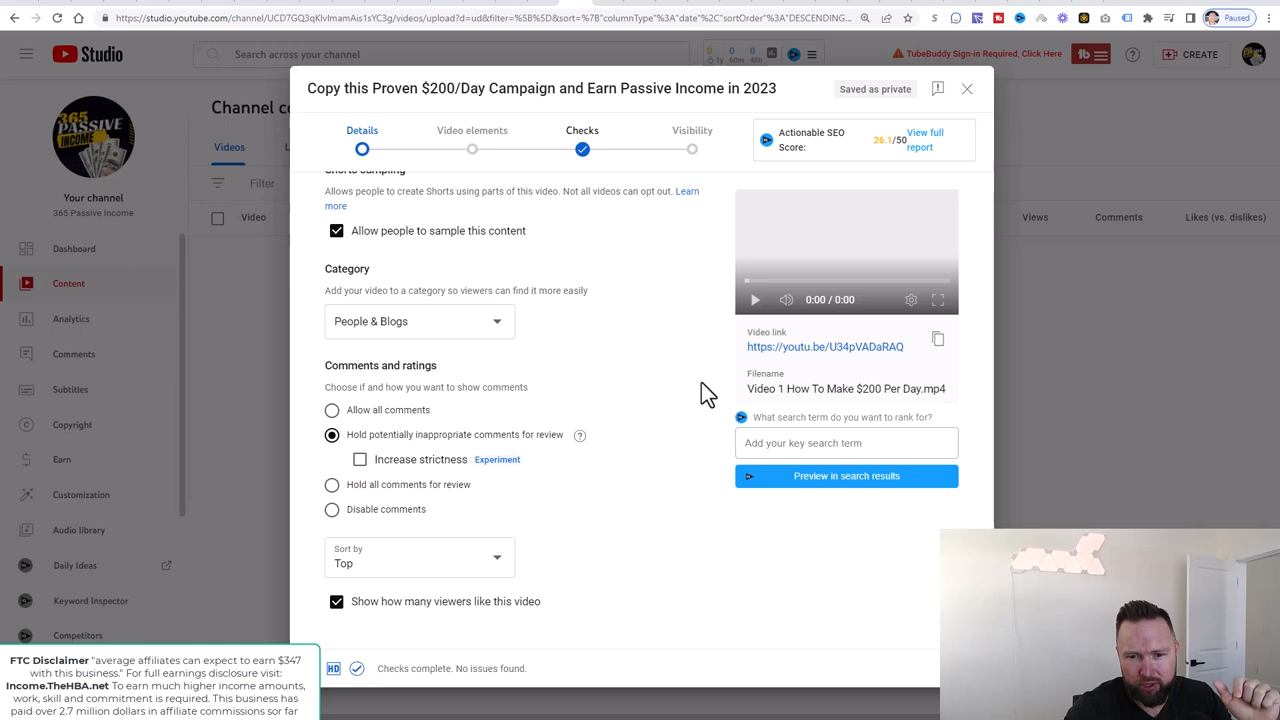 studio.youtube.com/channel/UCD7GQ3qKlvlmamAis1sYC3g/videos/upload?d=ud&filter=%5B%5D&sort=%7B"columnType"%3A"date"%2C"sortOrder"%3A"DESCENDING...
Paused
Studio
Search across your channel
0 0 0
1y 60m 48h
TubeBuddy Sign-in Required, Click Here
tb
CREATE
365
PASSIVE
INCOME
Your channel
365 Passive Income
Dashboard
Content
Analytics
Comments
Subtitles
Copyright
Earn
Customization
Audio library
Daily Ideas
Keyword Inspector
Competitors
Channel co
Videos
L
Filter
Video
Views
Comments
Likes (vs. dislikes)
Copy this Proven $200/Day Campaign and Earn Passive Income in 2023
Saved as private
Details
Video elements
Checks
Visibility
Actionable SEO Score:
26.1/50
View full report
Shorts sampling
Allows people to create Shorts using parts of this video. Not all videos can opt out. Learn
more
Allow people to sample this content
Category
Add your video to a category so viewers can find it more easily
People & Blogs
Comments and ratings
Choose if and how you want to show comments
Allow all comments
Hold potentially inappropriate comments for review
Increase strictness Experiment
Hold all comments for review
Disable comments
Sort by
Top
Show how many viewers like this video
0:00 / 0:00
Video link
https://youtu.be/U34pVADaRAQ
Filename
Video 1 How To Make $200 Per Day.mp4
What search term do you want to rank for?
Add your key search term
Preview in search results
HD
Checks complete. No issues found.
FTC Disclaimer "average affiliates can expect to earn $347
with this business." For full earnings disclosure visit:
Income.TheHBA.net To earn much higher income amounts,
work, skill and commitment is required. This business has
paid over 2.7 million dollars in affiliate commissions sor far